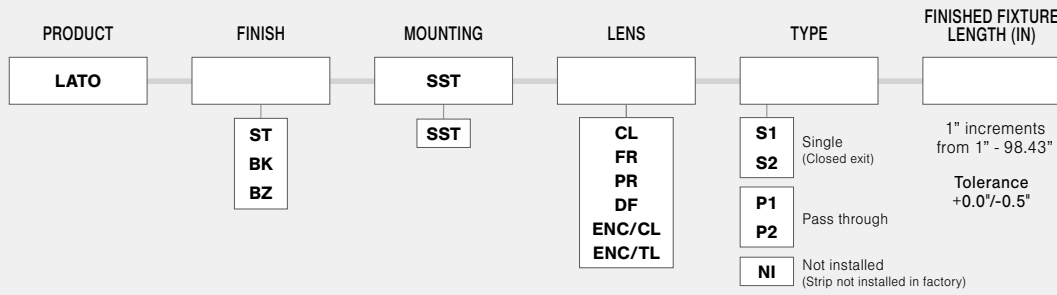 PRODUCT
FINISH
MOUNTING
LENS
TYPE
FINISHED FIXTURE
LENGTH (IN)
LATO
SST
ST
BK
BZ
SST
CL
FR
PR
DF
ENC/CL
ENC/TL
S1
S2
Single
(Closed exit)
P1
P2
Pass through
NI
Not installed
(Strip not installed in factory)
1” increments
from 1” - 98.43”
Tolerance
+0.0"/-0.5"